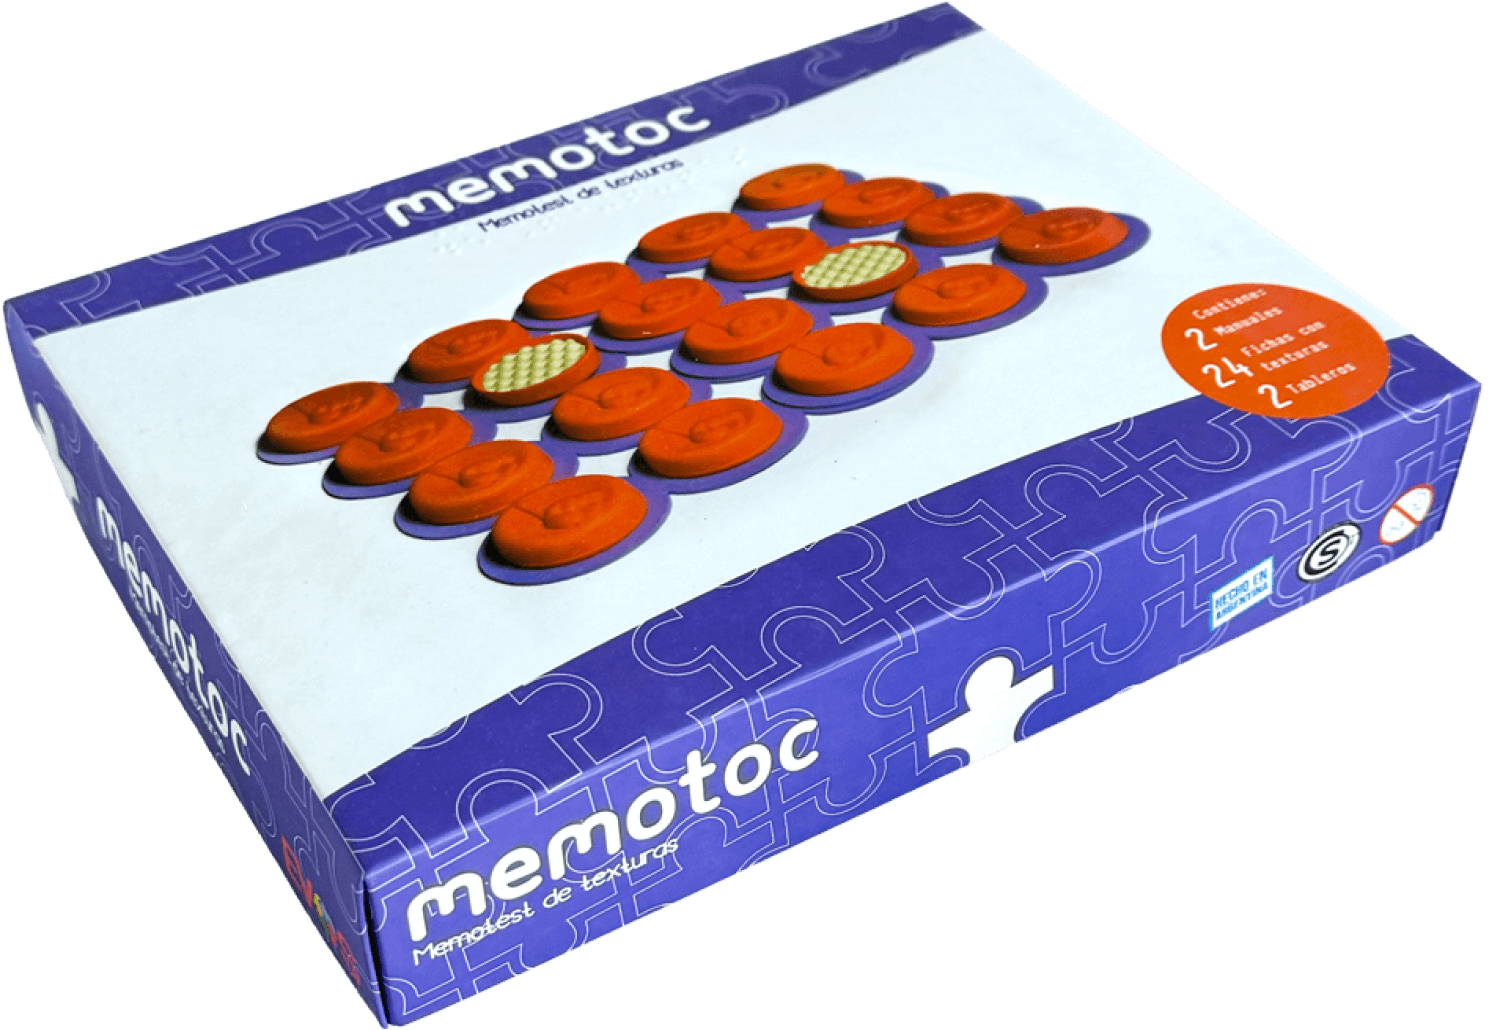 memotoc
Memotest de texturas
Contiene:
2 Manuales
24 Fichas con
texturas
2 Tableros
memotoc
Memotest de texturas
memotoc
Memotest de texturas
HECHO EN
ARGENTINA
S